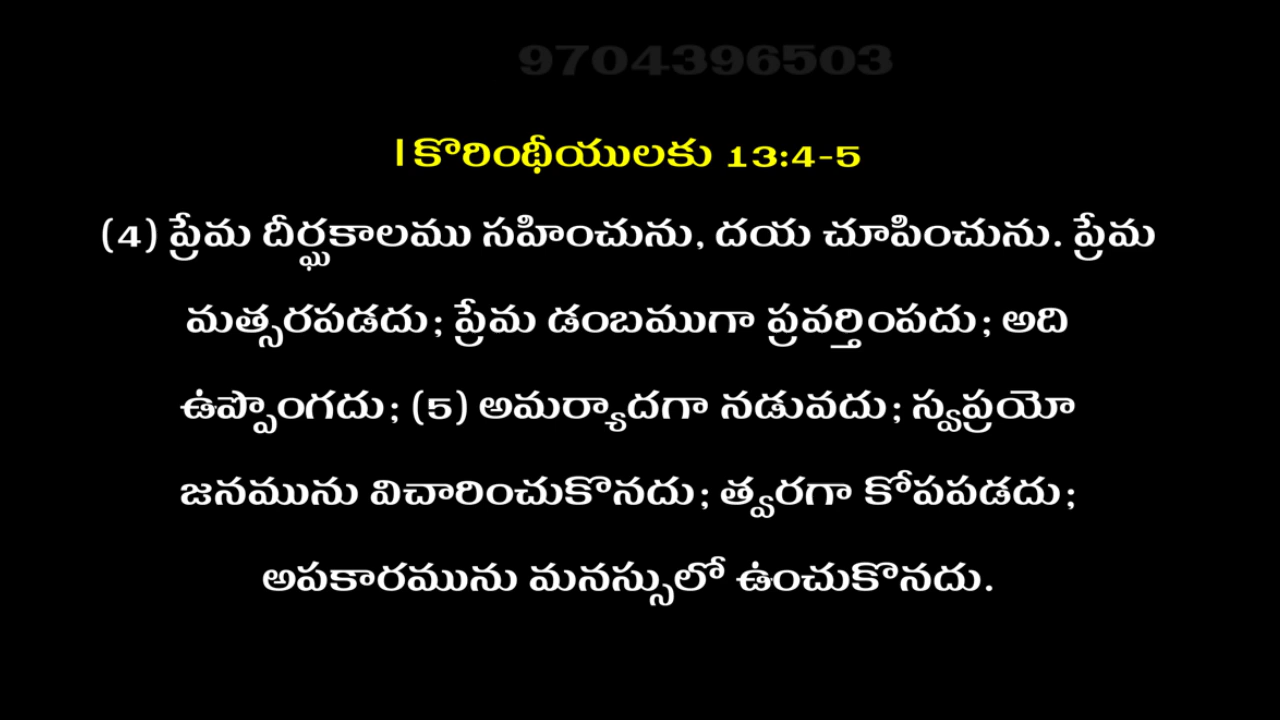 9704396503
I కొరింథీయులకు 13:4-5
(4) ప్రేమ దీర్ఘకాలము సహించును, దయ చూపించును. ప్రేమ
మత్సరపడదు; ప్రేమ డంబముగా ప్రవర్తింపదు; అది
ఉప్పొంగదు; (5) అమర్యాదగా నడువదు; స్వప్రయో
జనమును విచారించుకొనదు; త్వరగా కోపపడదు;
అపకారమును మనస్సులో ఉంచుకొనదు.